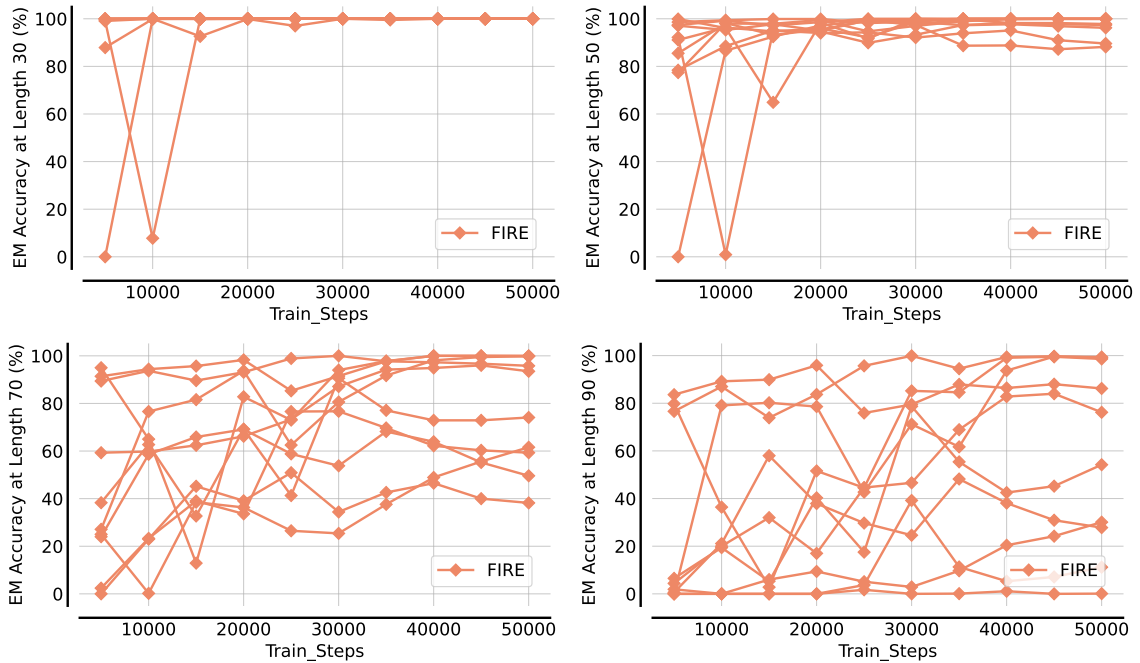 EM Accuracy at Length 30 (%)
100
80
60
40
20
0
FIRE
10000 20000 30000 40000 50000
Train_Steps
EM Accuracy at Length 50 (%)
100
80
60
40
20
0
FIRE
10000 20000 30000 40000 50000
Train_Steps
EM Accuracy at Length 70 (%)
100
80
60
40
20
0
FIRE
10000 20000 30000 40000 50000
Train_Steps
EM Accuracy at Length 90 (%)
100
80
60
40
20
0
FIRE
10000 20000 30000 40000 50000
Train_Steps